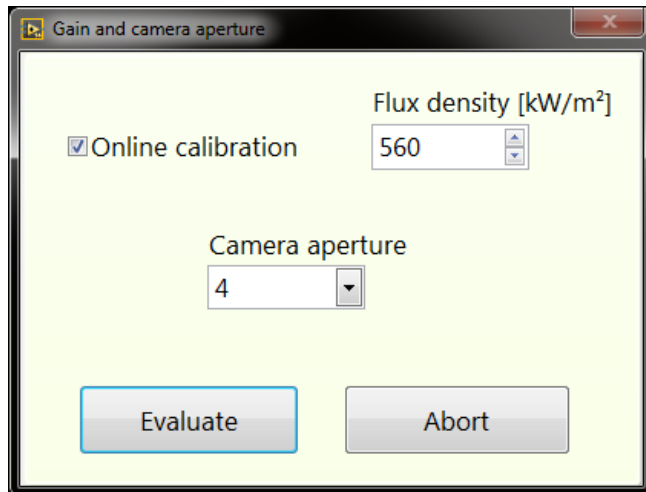 Gain and camera aperture
Flux density [kW/m²]
Online calibration
560
Camera aperture
4
Evaluate
Abort